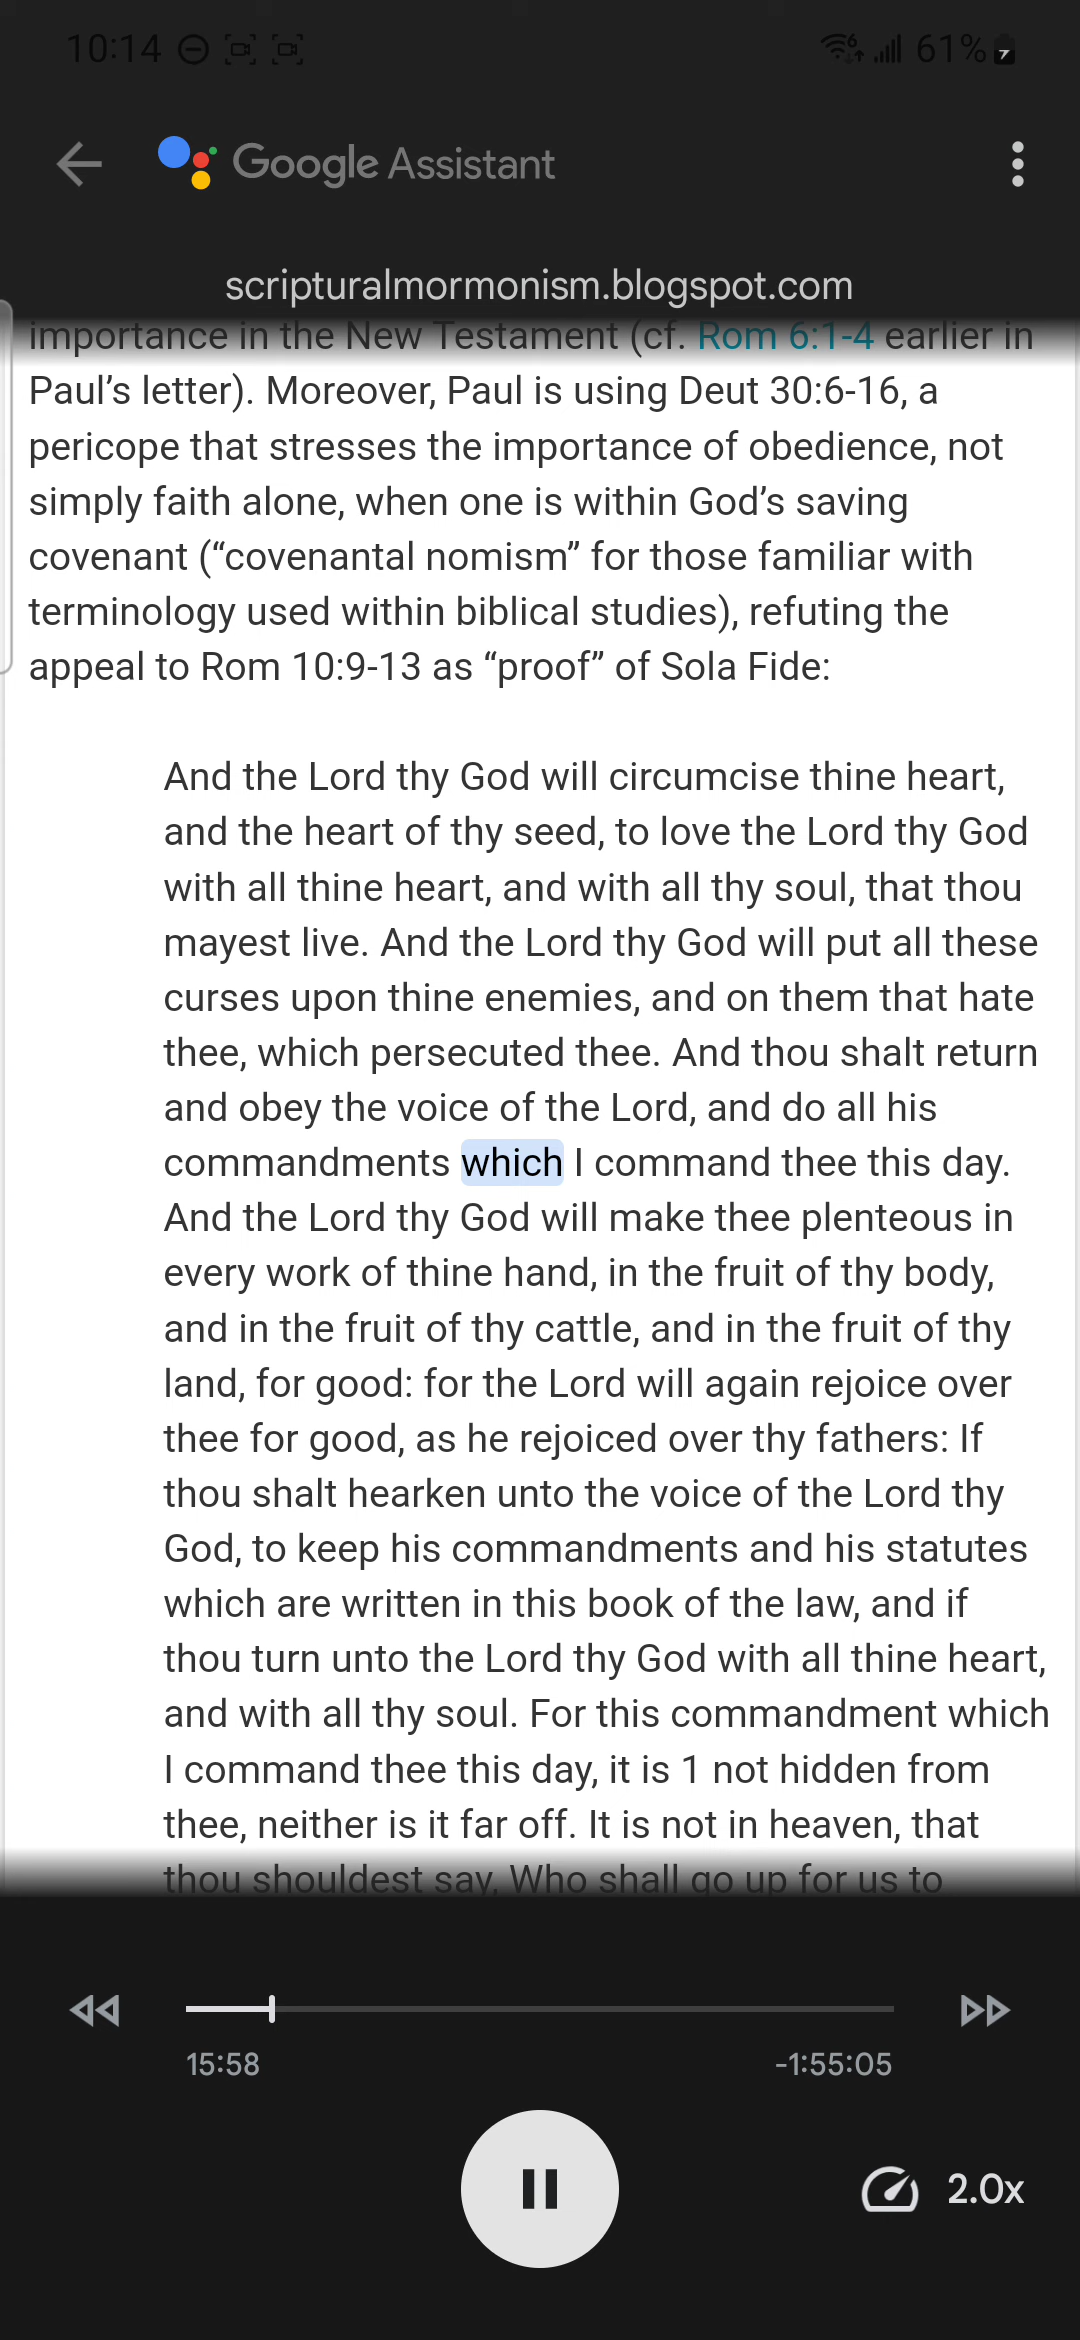 10:14
61%
Google Assistant
scripturalmormonism.blogspot.com
importance in the New Testament (cf. Rom 6:1-4 earlier in
Paul’s letter). Moreover, Paul is using Deut 30:6-16, a
pericope that stresses the importance of obedience, not
simply faith alone, when one is within God’s saving
covenant (“covenantal nomism” for those familiar with
terminology used within biblical studies), refuting the
appeal to Rom 10:9-13 as “proof” of Sola Fide:
And the Lord thy God will circumcise thine heart,
and the heart of thy seed, to love the Lord thy God
with all thine heart, and with all thy soul, that thou
mayest live. And the Lord thy God will put all these
curses upon thine enemies, and on them that hate
thee, which persecuted thee. And thou shalt return
and obey the voice of the Lord, and do all his
commandments which I command thee this day.
And the Lord thy God will make thee plenteous in
every work of thine hand, in the fruit of thy body,
and in the fruit of thy cattle, and in the fruit of thy
land, for good: for the Lord will again rejoice over
thee for good, as he rejoiced over thy fathers: If
thou shalt hearken unto the voice of the Lord thy
God, to keep his commandments and his statutes
which are written in this book of the law, and if
thou turn unto the Lord thy God with all thine heart,
and with all thy soul. For this commandment which
I command thee this day, it is 1 not hidden from
thee, neither is it far off. It is not in heaven, that
thou shouldest say, Who shall go up for us to
15:58
-1:55:05
2.0x